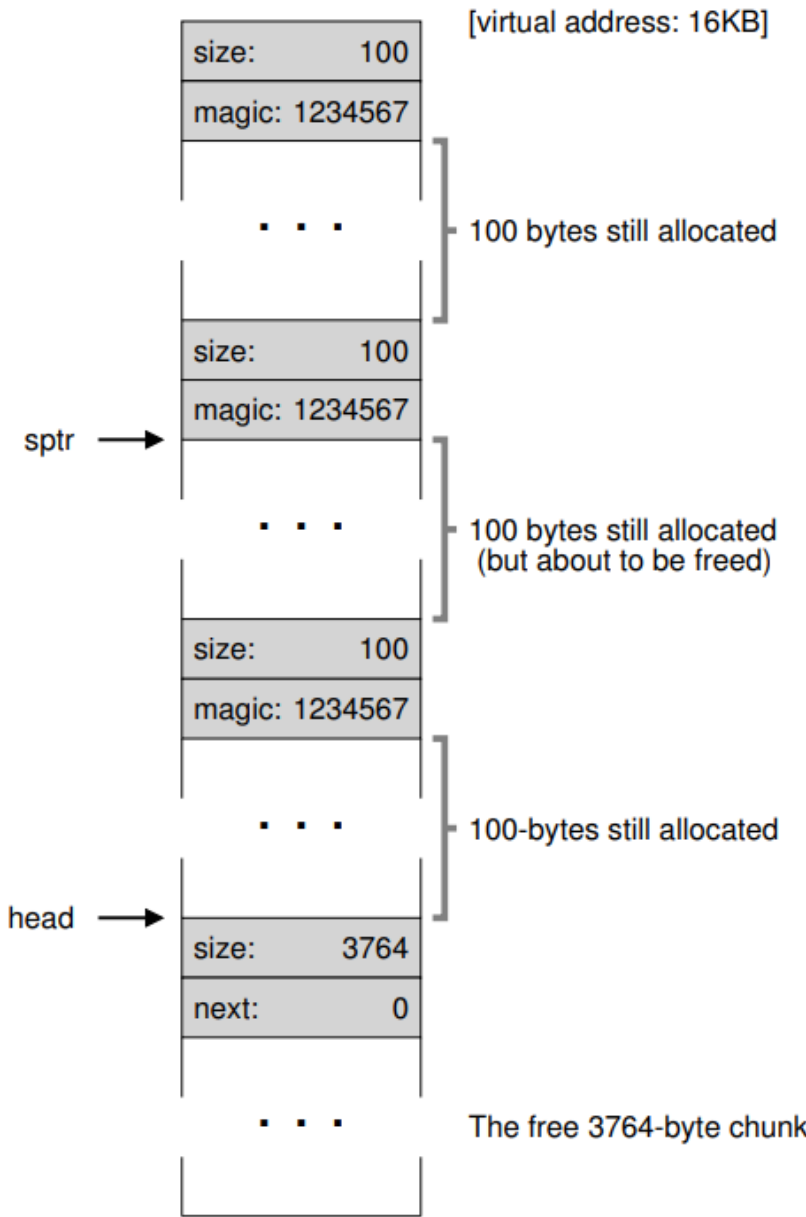 [virtual address: 16KB]
size: 100
magic: 1234567
. . .
100 bytes still allocated
size: 100
magic: 1234567
sptr
. . .
100 bytes still allocated
(but about to be freed)
size: 100
magic: 1234567
. . .
100-bytes still allocated
head
size: 3764
next: 0
. . .
The free 3764-byte chunk